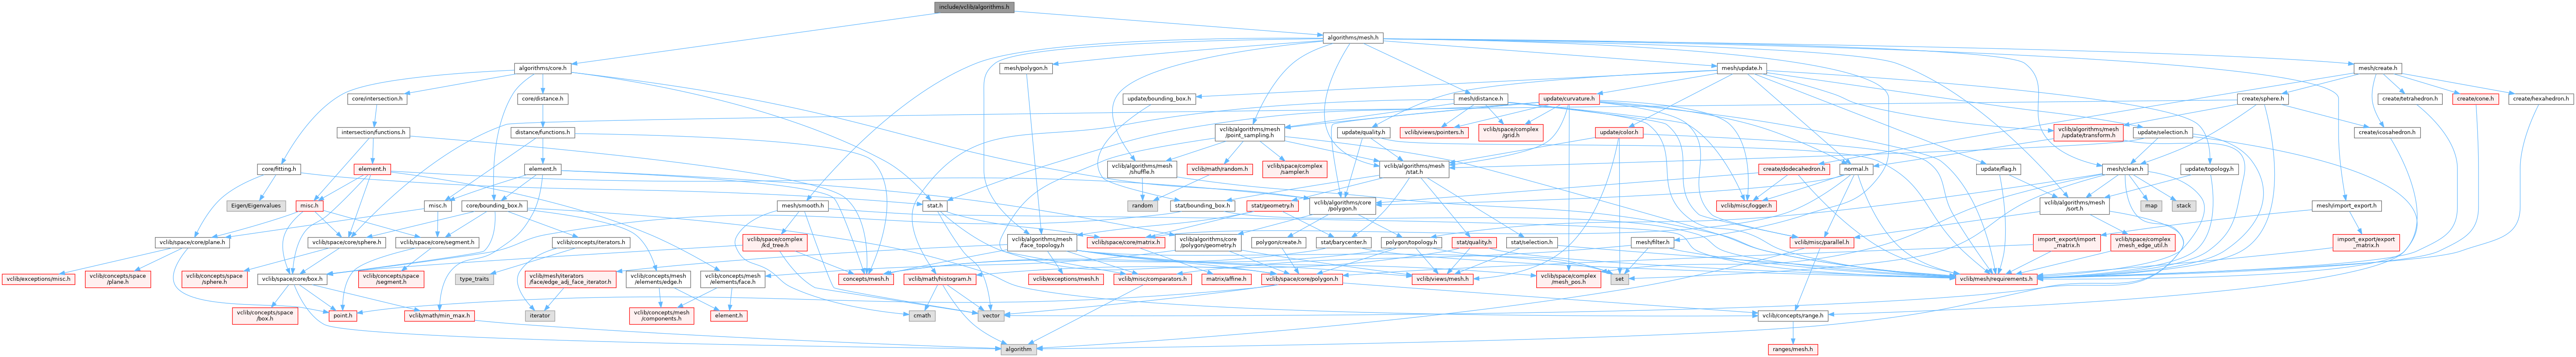 include/vclib/algorithms.h
algorithms/mesh.h
algorithms/core.h
mesh/polygon.h
mesh/update.h
mesh/create.h
core/intersection.h
core/distance.h
update/bounding_box.h
mesh/distance.h
update/curvature.h
create/sphere.h
create/tetrahedron.h
create/cone.h
create/hexahedron.h
intersection/functions.h
distance/functions.h
vclib/algorithms/mesh
/point_sampling.h
update/quality.h
vclib/views/pointers.h
vclib/space/complex
/grid.h
update/color.h
vclib/algorithms/mesh
/update/transform.h
update/selection.h
create/icosahedron.h
core/fitting.h
element.h
element.h
vclib/algorithms/mesh
/shuffle.h
vclib/math/random.h
vclib/space/complex
/sampler.h
vclib/algorithms/mesh
/stat.h
create/dodecahedron.h
normal.h
update/flag.h
mesh/clean.h
update/topology.h
Eigen/Eigenvalues
misc.h
misc.h
core/bounding_box.h
mesh/smooth.h
stat.h
random
stat/bounding_box.h
stat/geometry.h
vclib/algorithms/core
/polygon.h
vclib/misc/logger.h
vclib/algorithms/mesh
/sort.h
map
stack
mesh/import_export.h
vclib/space/core/plane.h
vclib/space/core/sphere.h
vclib/space/core/segment.h
vclib/concepts/iterators.h
vclib/space/complex
/kd_tree.h
vclib/algorithms/mesh
/face_topology.h
vclib/space/core/matrix.h
vclib/algorithms/core
/polygon/geometry.h
polygon/create.h
stat/barycenter.h
polygon/topology.h
stat/quality.h
stat/selection.h
mesh/filter.h
vclib/misc/parallel.h
vclib/space/complex
/mesh_edge_util.h
import_export/import
_matrix.h
import_export/export
_matrix.h
vclib/exceptions/misc.h
vclib/concepts/space
/plane.h
vclib/concepts/space
/sphere.h
vclib/space/core/box.h
vclib/concepts/space
/segment.h
type_traits
vclib/mesh/iterators
/face/edge_adj_face_iterator.h
vclib/concepts/mesh
/elements/edge.h
vclib/concepts/mesh
/elements/face.h
concepts/mesh.h
vclib/math/histogram.h
vclib/exceptions/mesh.h
vclib/misc/comparators.h
matrix/affine.h
vclib/space/core/polygon.h
vclib/views/mesh.h
vclib/space/complex
/mesh_pos.h
set
vclib/mesh/requirements.h
vclib/concepts/space
/box.h
point.h
vclib/math/min_max.h
iterator
vclib/concepts/mesh
/components.h
element.h
cmath
vector
vclib/concepts/range.h
algorithm
ranges/mesh.h